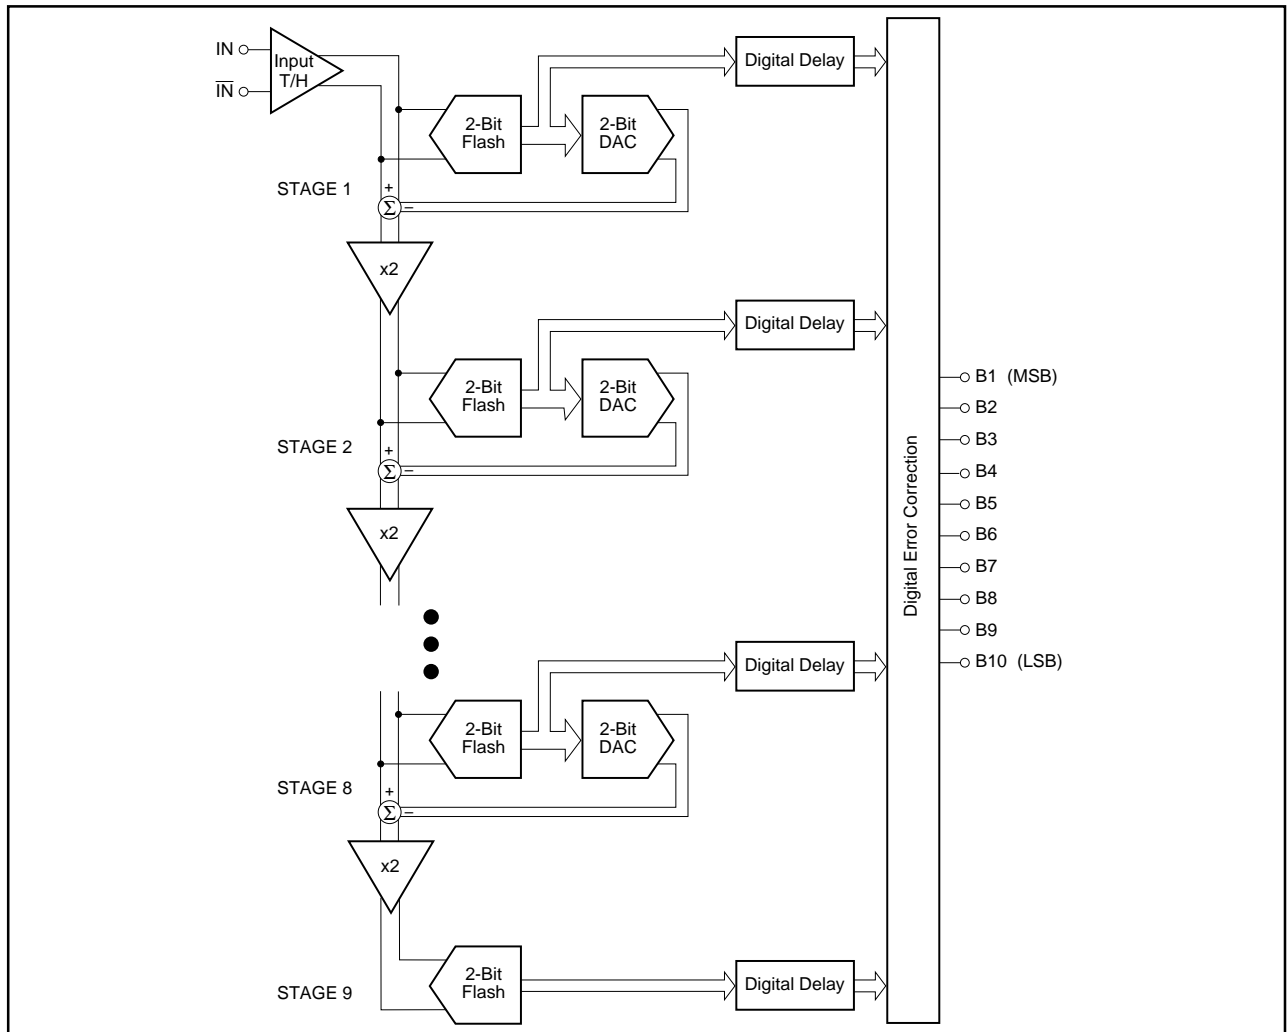 IN
Input
T/H
I̅N̅
Digital Delay
2-Bit
Flash
2-Bit
DAC
STAGE 1
+
Σ
–
x2
Digital Delay
2-Bit
Flash
2-Bit
DAC
STAGE 2
+
Σ
–
x2
Digital Delay
2-Bit
Flash
2-Bit
DAC
STAGE 8
+
Σ
–
x2
2-Bit
Flash
Digital Delay
STAGE 9
Digital Error Correction
B1 (MSB)
B2
B3
B4
B5
B6
B7
B8
B9
B10 (LSB)